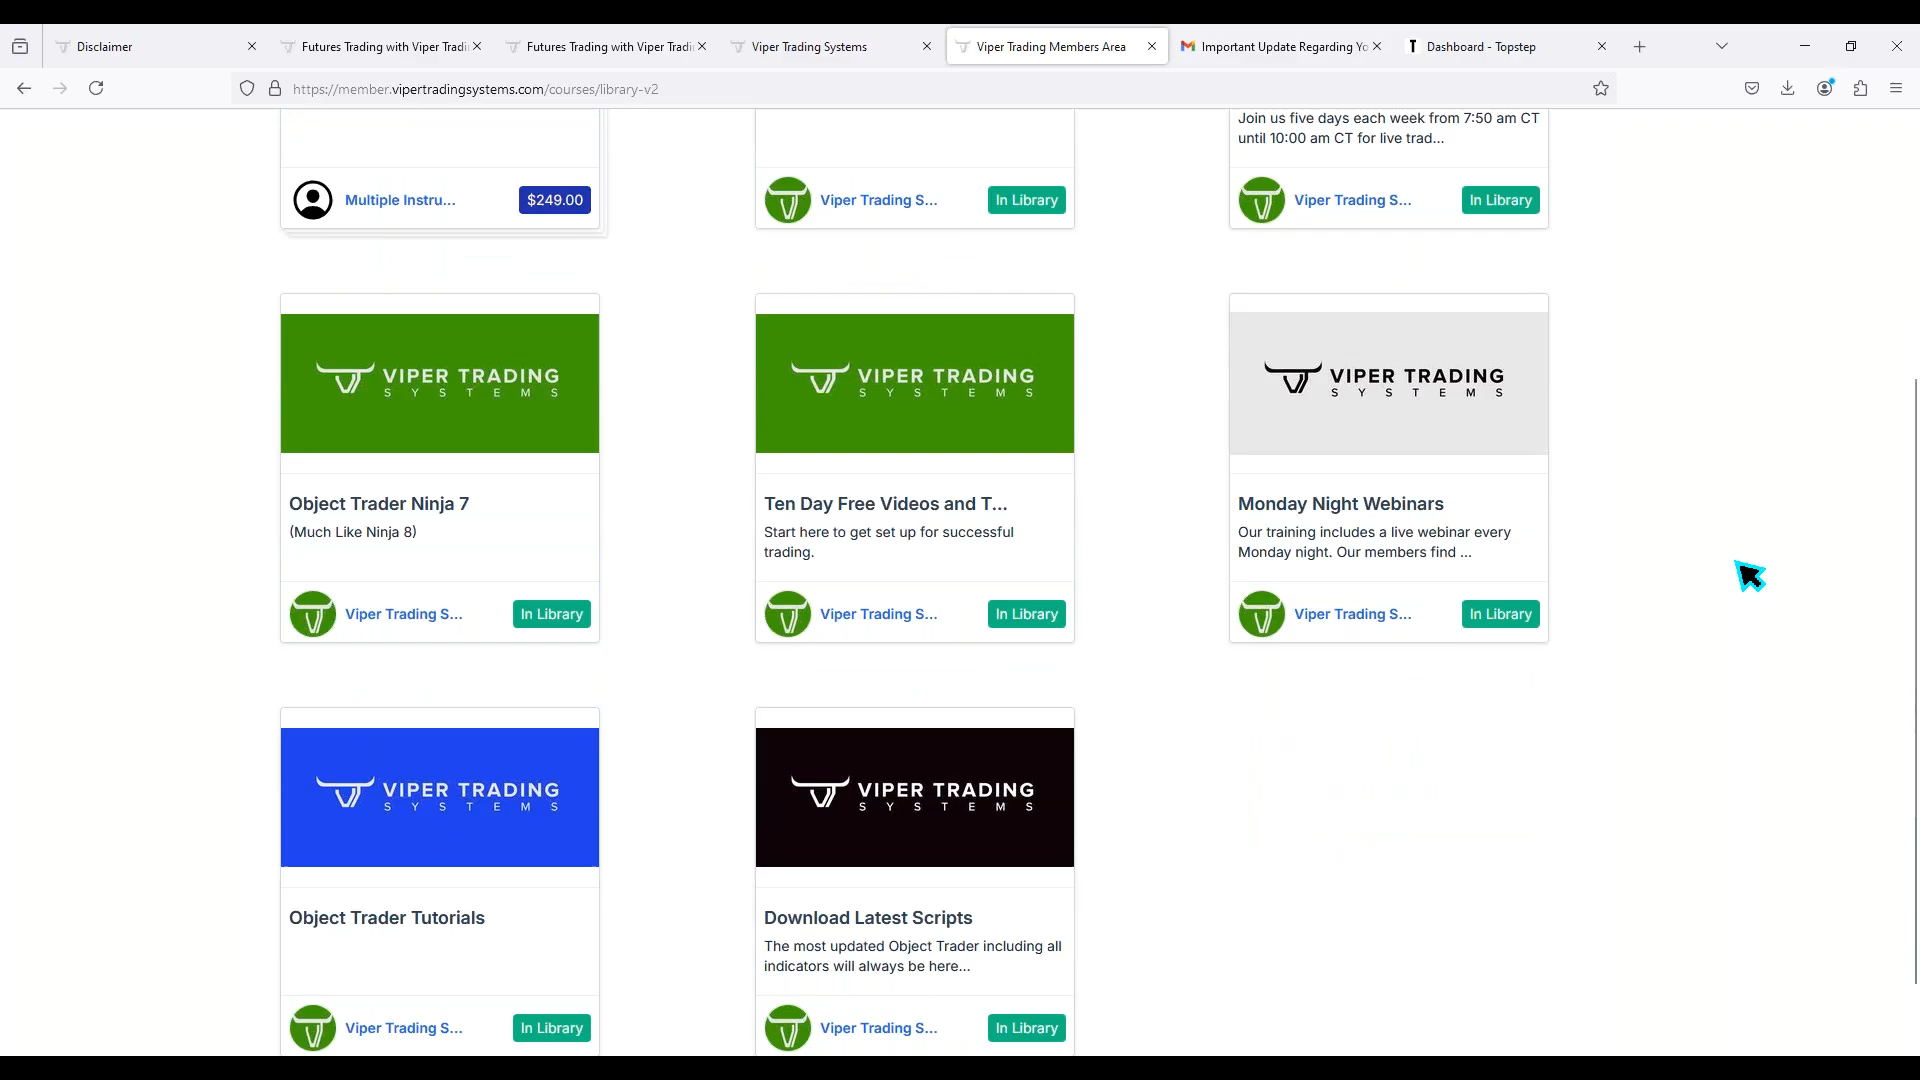 Disclaimer
Futures Trading with Viper Tradi
Futures Trading with Viper Tradi
Viper Trading Systems
Viper Trading Members Area
Important Update Regarding Yo
T Dashboard - Topstep
https://member.vipertradingsystems.com/courses/library-v2
Join us five days each week from 7:50 am CT
until 10:00 am CT for live trad...
Multiple Instru...
$249.00
Viper Trading S...
In Library
Viper Trading S...
In Library
VIPER TRADING
SYSTEMS
VIPER TRADING
SYSTEMS
VIPER TRADING
SYSTEMS
Object Trader Ninja 7
(Much Like Ninja 8)
Ten Day Free Videos and T...
Start here to get set up for successful
trading.
Monday Night Webinars
Our training includes a live webinar every
Monday night. Our members find ...
Viper Trading S...
In Library
Viper Trading S...
In Library
Viper Trading S...
In Library
VIPER TRADING
SYSTEMS
VIPER TRADING
SYSTEMS
Object Trader Tutorials
Download Latest Scripts
The most updated Object Trader including all
indicators will always be here...
Viper Trading S...
In Library
Viper Trading S...
In Library